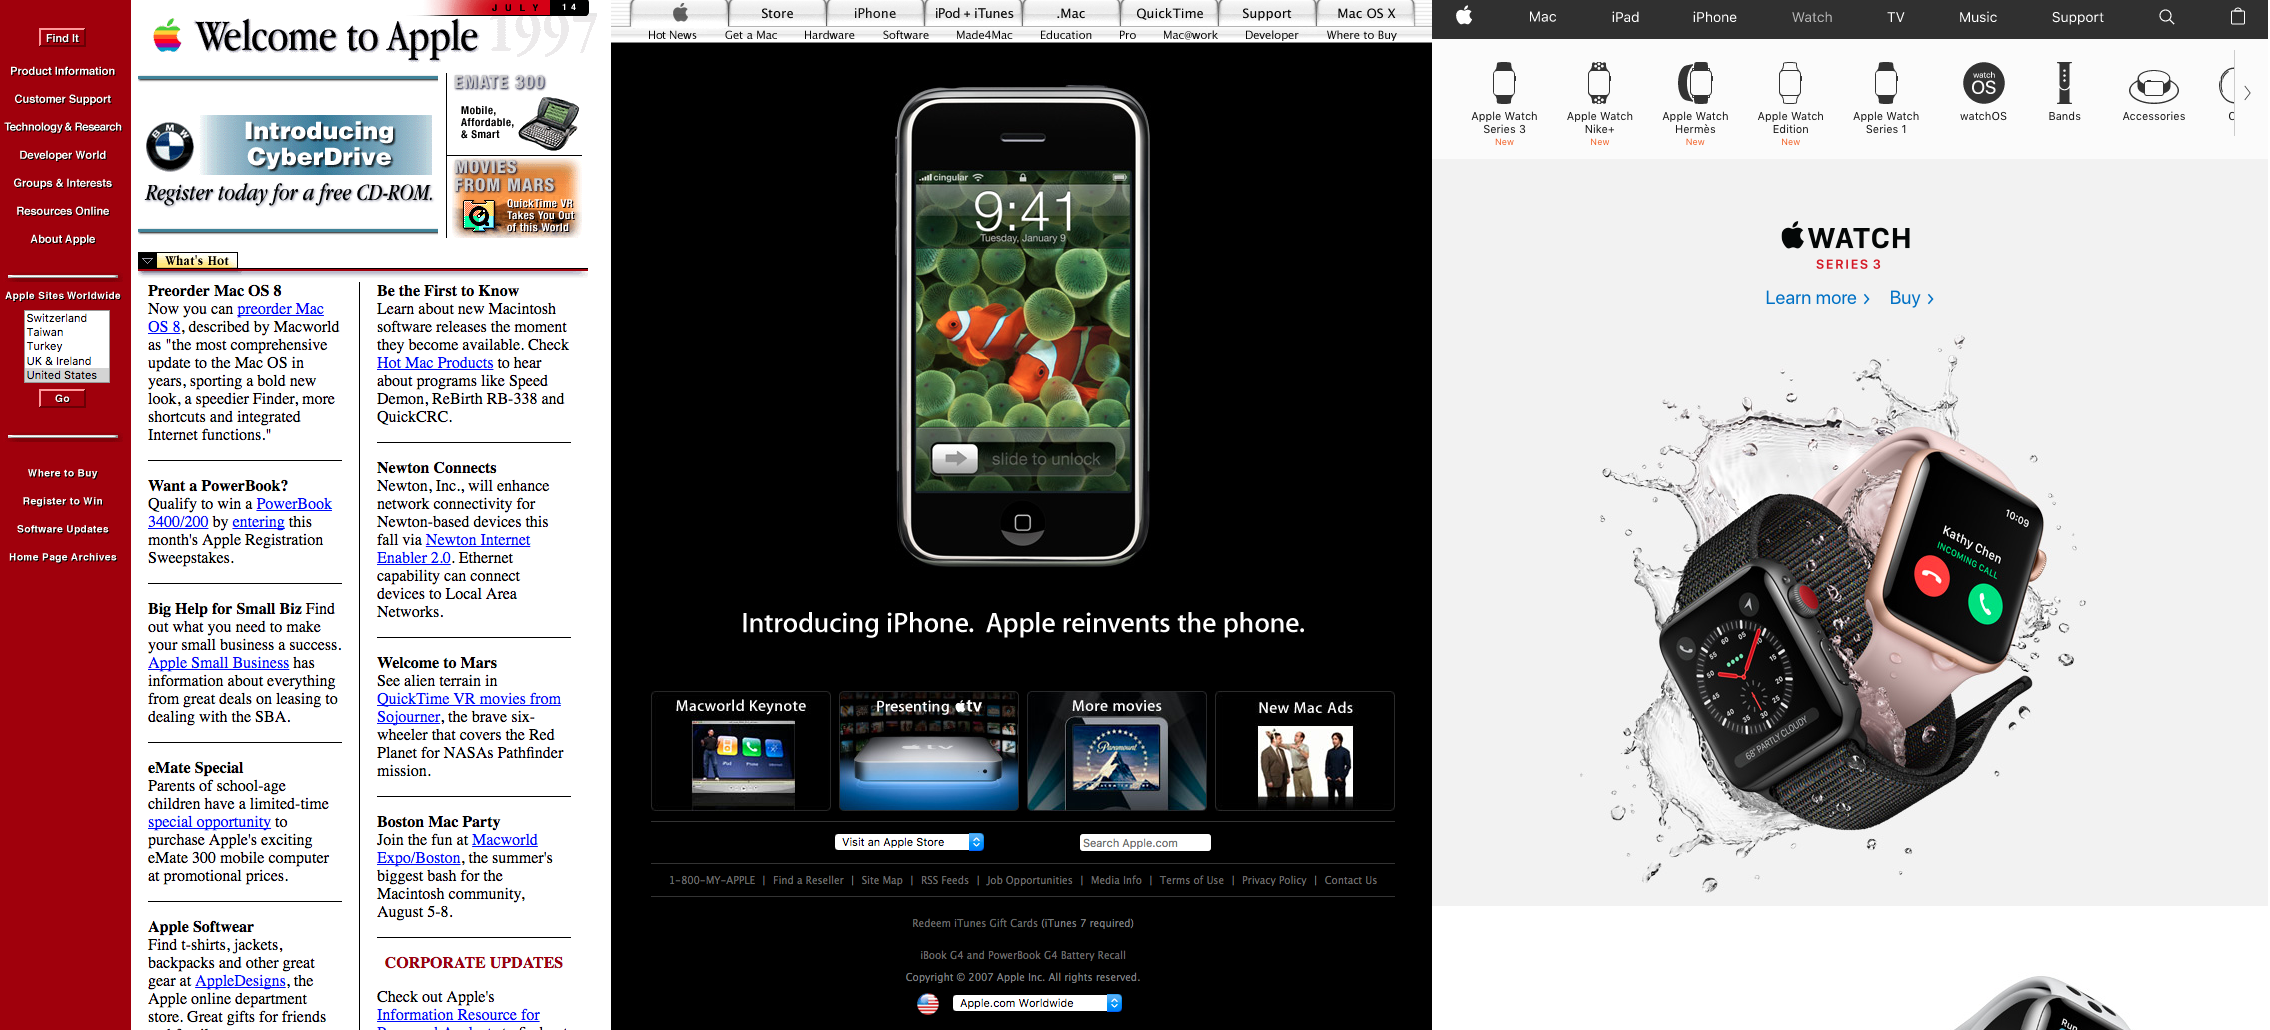 JULY 14
1997
Welcome to Apple
Find It
Product Information
Customer Support
Technology & Research
Developer World
Groups & Interests
Resources Online
About Apple
Apple Sites Worldwide
Switzerland
Taiwan
Turkey
UK & Ireland
United States
Go
Where to Buy
Register to Win
Software Updates
Home Page Archives
BMW
Introducing
CyberDrive
Register today for a free CD-ROM.
EMATE 300
Mobile,
Affordable,
& Smart
MOVIES
FROM MARS
QuickTime VR
Takes You Out
of this World
What's Hot
Preorder Mac OS 8
Now you can preorder Mac
OS 8, described by Macworld
as "the most comprehensive
update to the Mac OS in
years, sporting a bold new
look, a speedier Finder, more
shortcuts and integrated
Internet functions."
Want a PowerBook?
Qualify to win a PowerBook
3400/200 by entering this
month's Apple Registration
Sweepstakes.
Big Help for Small Biz Find
out what you need to make
your small business a success.
Apple Small Business has
information about everything
from great deals on leasing to
dealing with the SBA.
eMate Special
Parents of school-age
children have a limited-time
special opportunity to
purchase Apple's exciting
eMate 300 mobile computer
at promotional prices.
Apple Softwear
Find t-shirts, jackets,
backpacks and other great
gear at AppleDesigns, the
Apple online department
store. Great gifts for friends
Be the First to Know
Learn about new Macintosh
software releases the moment
they become available. Check
Hot Mac Products to hear
about programs like Speed
Demon, ReBirth RB-338 and
QuickCRC.
Newton Connects
Newton, Inc., will enhance
network connectivity for
Newton-based devices this
fall via Newton Internet
Enabler 2.0. Ethernet
capability can connect
devices to Local Area
Networks.
Welcome to Mars
See alien terrain in
QuickTime VR movies from
Sojourner, the brave six-
wheeler that covers the Red
Planet for NASAs Pathfinder
mission.
Boston Mac Party
Join the fun at Macworld
Expo/Boston, the summer's
biggest bash for the
Macintosh community,
August 5-8.
CORPORATE UPDATES
Check out Apple's
Information Resource for
Store iPhone iPod + iTunes .Mac QuickTime Support Mac OS X
Hot News Get a Mac Hardware Software Made4Mac Education Pro Mac@work Developer Where to Buy
cingular
9:41
Tuesday, January 9
slide to unlock
Introducing iPhone. Apple reinvents the phone.
Macworld Keynote
Presenting tv
More movies
Paramount
New Mac Ads
Visit an Apple Store
Search Apple.com
1-800-MY-APPLE | Find a Reseller | Site Map | RSS Feeds | Job Opportunities | Media Info | Terms of Use | Privacy Policy | Contact Us
Redeem iTunes Gift Cards (iTunes 7 required)
iBook G4 and PowerBook G4 Battery Recall
Copyright © 2007 Apple Inc. All rights reserved.
Apple.com Worldwide
Mac iPad iPhone Watch TV Music Support
Apple Watch
Series 3
New
Apple Watch
Nike+
New
Apple Watch
Hermès
New
Apple Watch
Edition
New
Apple Watch
Series 1
watch
OS
watchOS
Bands
Accessories
WATCH
SERIES 3
Learn more > Buy >
10:09
Kathy Chen
INCOMING CALL
60 05 10 15 20 25 30 35 40 45 50 55
68° PARTLY CLOUDY